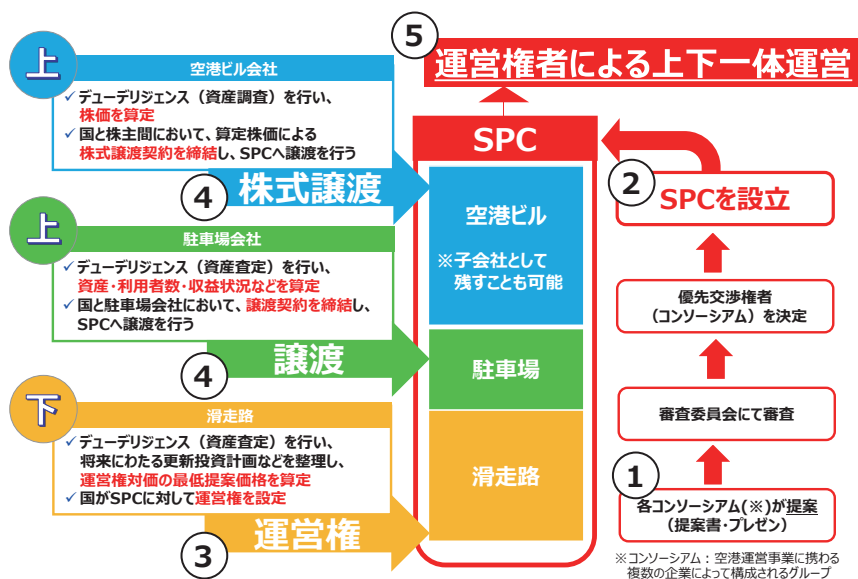 ⑤
運営権者による上下一体運営
上
空港ビル会社
✓デューデリジェンス（資産調査）を行い、
株価を算定
✓国と株主間において、算定株価による
株式譲渡契約を締結し、SPCへ譲渡を行う
④
株式譲渡
上
駐車場会社
✓デューデリジェンス（資産査定）を行い、
資産・利用者数・収益状況などを算定
✓国と駐車場会社において、譲渡契約を締結し、
SPCへ譲渡を行う
④
譲渡
下
滑走路
✓デューデリジェンス（資産査定）を行い、
将来にわたる更新投資計画などを整理し、
運営権対価の最低提案価格を算定
✓国がSPCに対して運営権を設定
③
運営権
SPC
空港ビル
※子会社として
残すことも可能
駐車場
滑走路
②
SPCを設立
優先交渉権者
（コンソーシアム）を決定
審査委員会にて審査
①
各コンソーシアム(※)が提案
（提案書・プレゼン）
※コンソーシアム：空港運営事業に携わる
複数の企業によって構成されるグループ